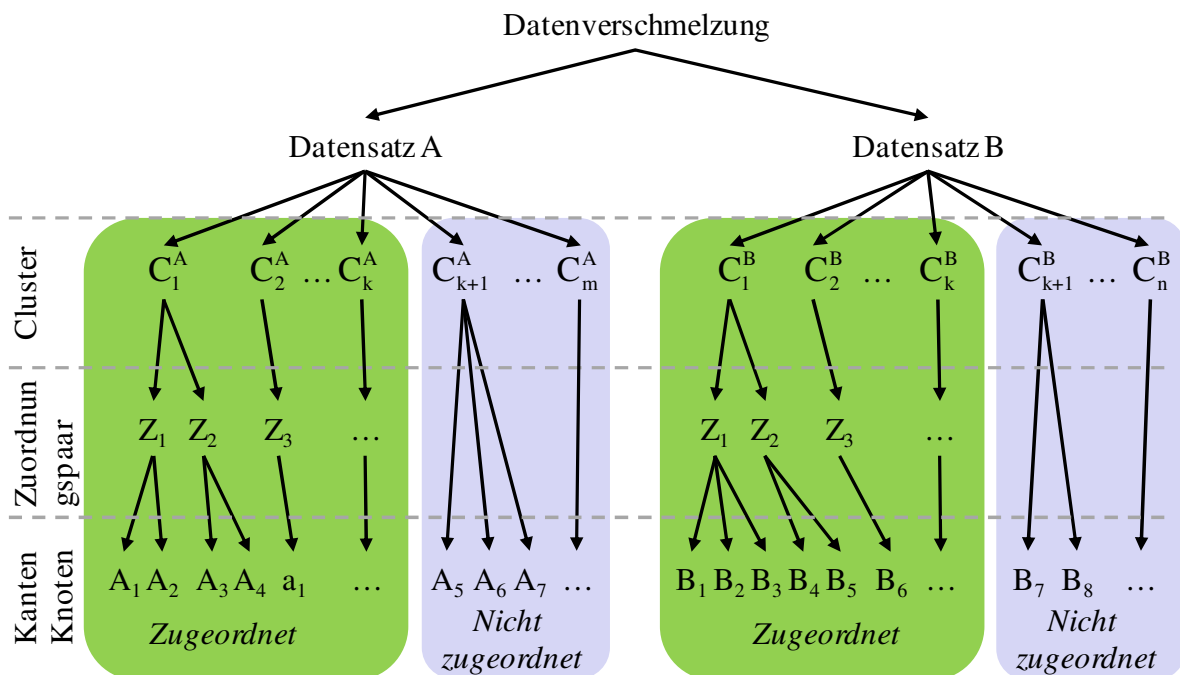 Datenverschmelzung
Datensatz A Datensatz B
Cluster
C₁ᴬ C₂ᴬ … Cₖᴬ Cₖ₊₁ᴬ … Cₘᴬ C₁ᴮ C₂ᴮ … Cₖᴮ Cₖ₊₁ᴮ … Cₙᴮ
Zuordnun
gspaar
Z₁ Z₂ Z₃ … Z₁ Z₂ Z₃ …
Kanten
Knoten
A₁ A₂ A₃ A₄ a₁ … A₅ A₆ A₇ … B₁ B₂ B₃ B₄ B₅ B₆ … B₇ B₈ …
Zugeordnet
Nicht
zugeordnet
Zugeordnet
Nicht
zugeordnet